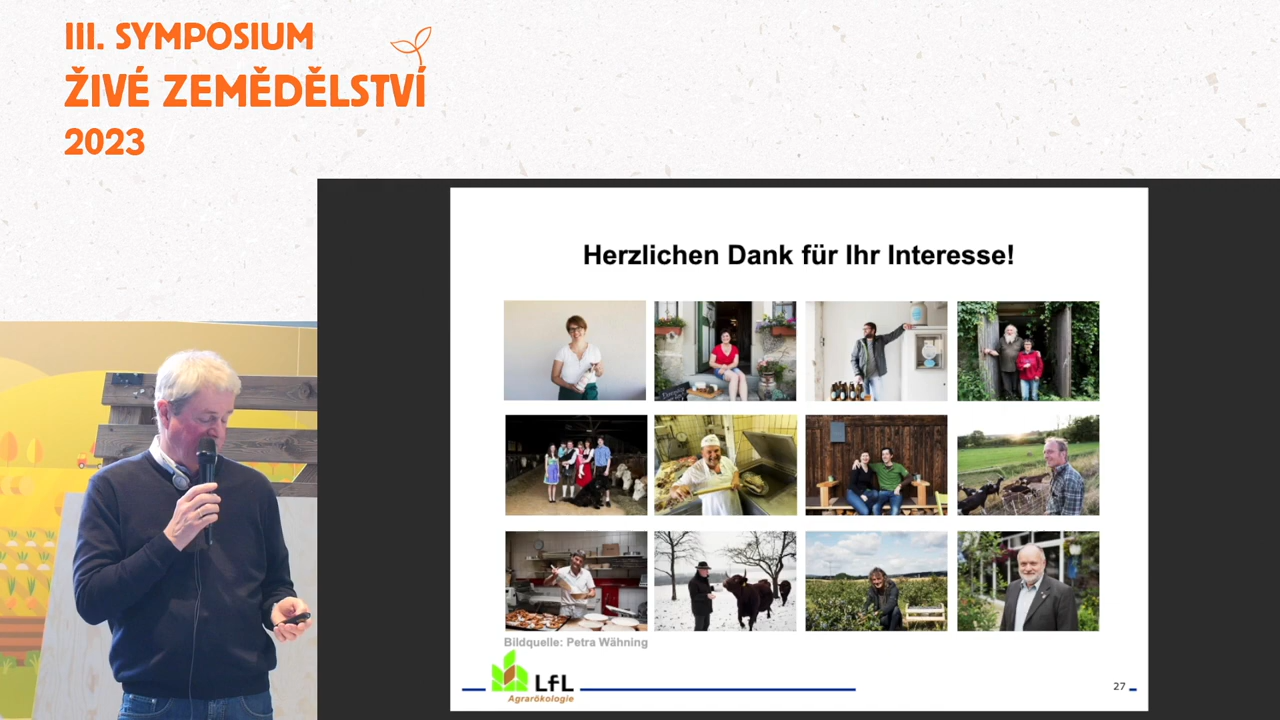 III. SYMPOSIUM
ŽIVÉ ZEMĚDĚLSTVÍ
2023
Herzlichen Dank für Ihr Interesse!
Bildquelle: Petra Wähning
LfL
Agrarökologie
27